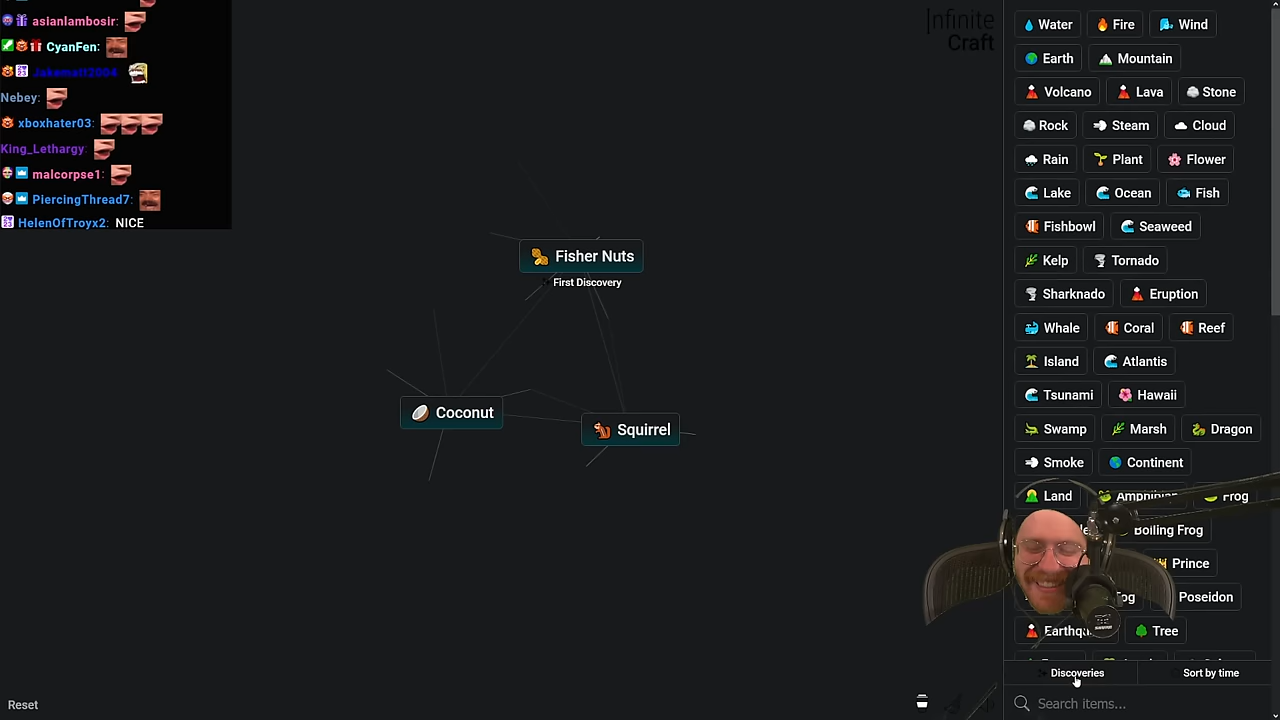 asianlambosir:
CyanFen:
Jakematt2004
Nebey:
xboxhater03:
King_Lethargy:
malcorpse1:
PiercingThread7:
HelenOfTroyx2: NICE
Infinite
Craft
Fisher Nuts
First Discovery
Coconut
Squirrel
Water Fire Wind
Earth Mountain
Volcano Lava Stone
Rock Steam Cloud
Rain Plant Flower
Lake Ocean Fish
Fishbowl Seaweed
Kelp Tornado
Sharknado Eruption
Whale Coral Reef
Island Atlantis
Tsunami Hawaii
Swamp Marsh Dragon
Smoke Continent
Land Frog
Boiling Frog
Prince
Poseidon
Tree
Discoveries Sort by time
Search items...
Reset